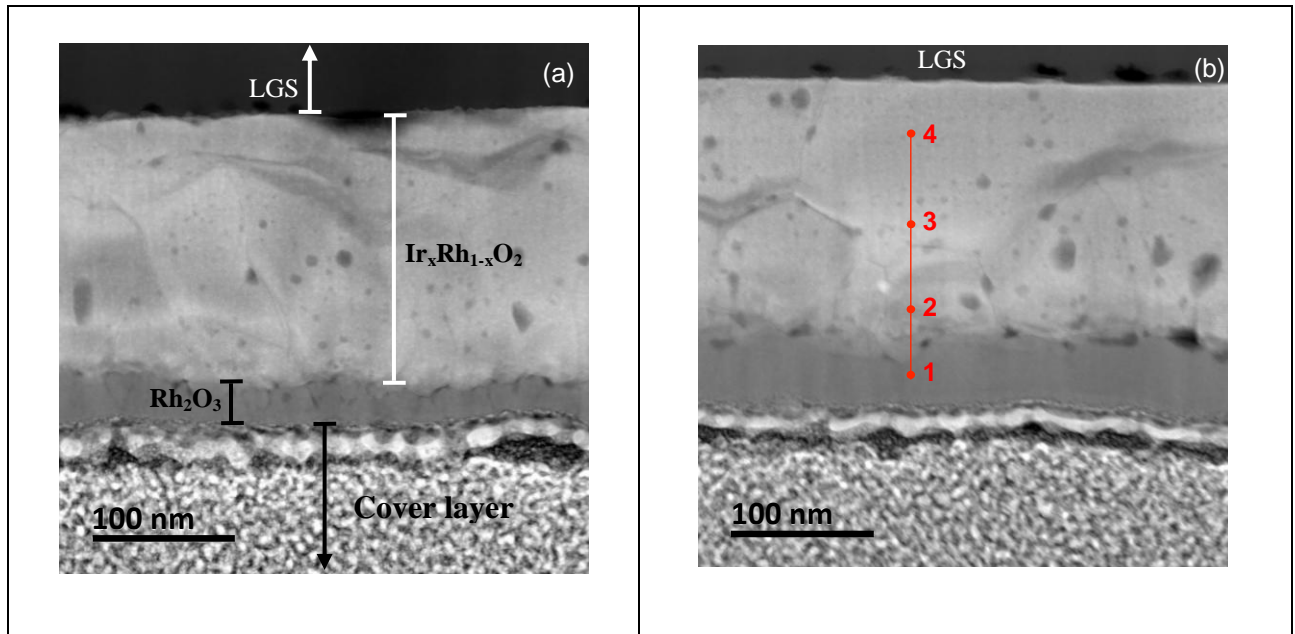 LGS
(a)
IrₓRh₁₋ₓO₂
Rh₂O₃
Cover layer
100 nm
LGS
(b)
4
3
2
1
100 nm